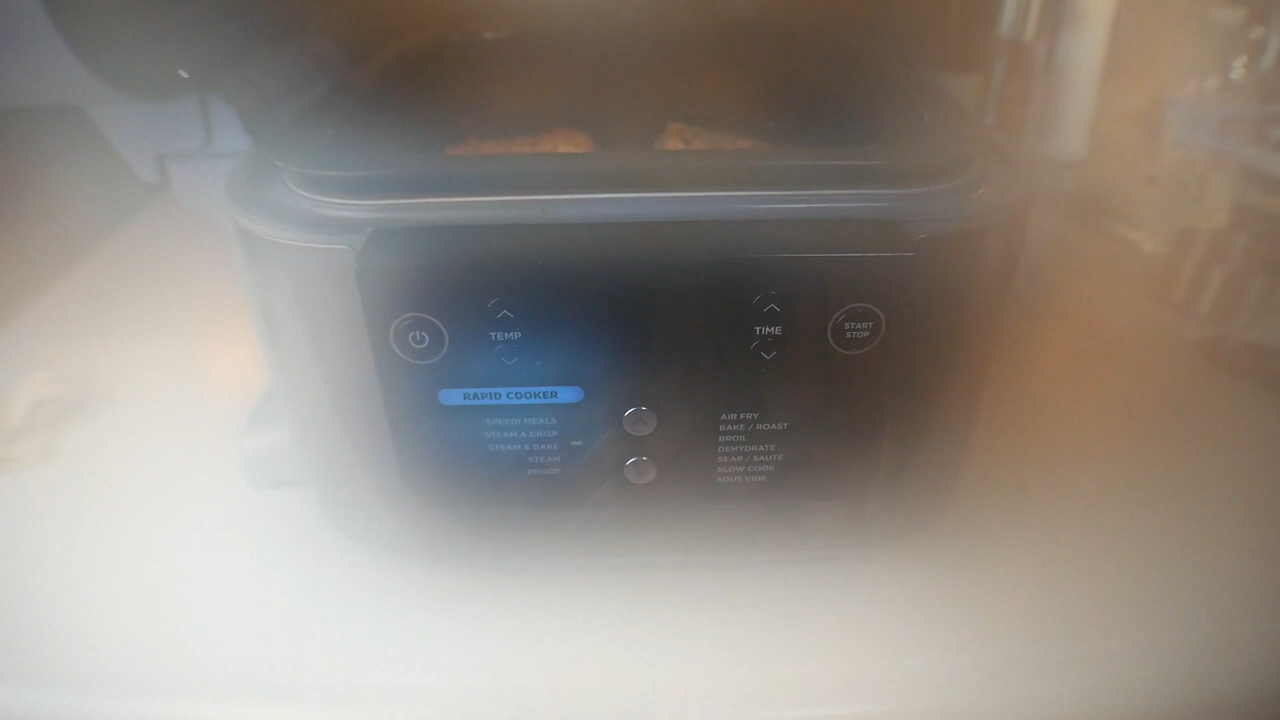 TEMP
TIME
START
STOP
RAPID COOKER
SPEEDI MEALS
STEAM & CRISP
STEAM & BAKE
STEAM
PROOF
AIR FRY
BAKE / ROAST
BROIL
DEHYDRATE
SEAR / SAUTÉ
SLOW COOK
SOUS VIDE